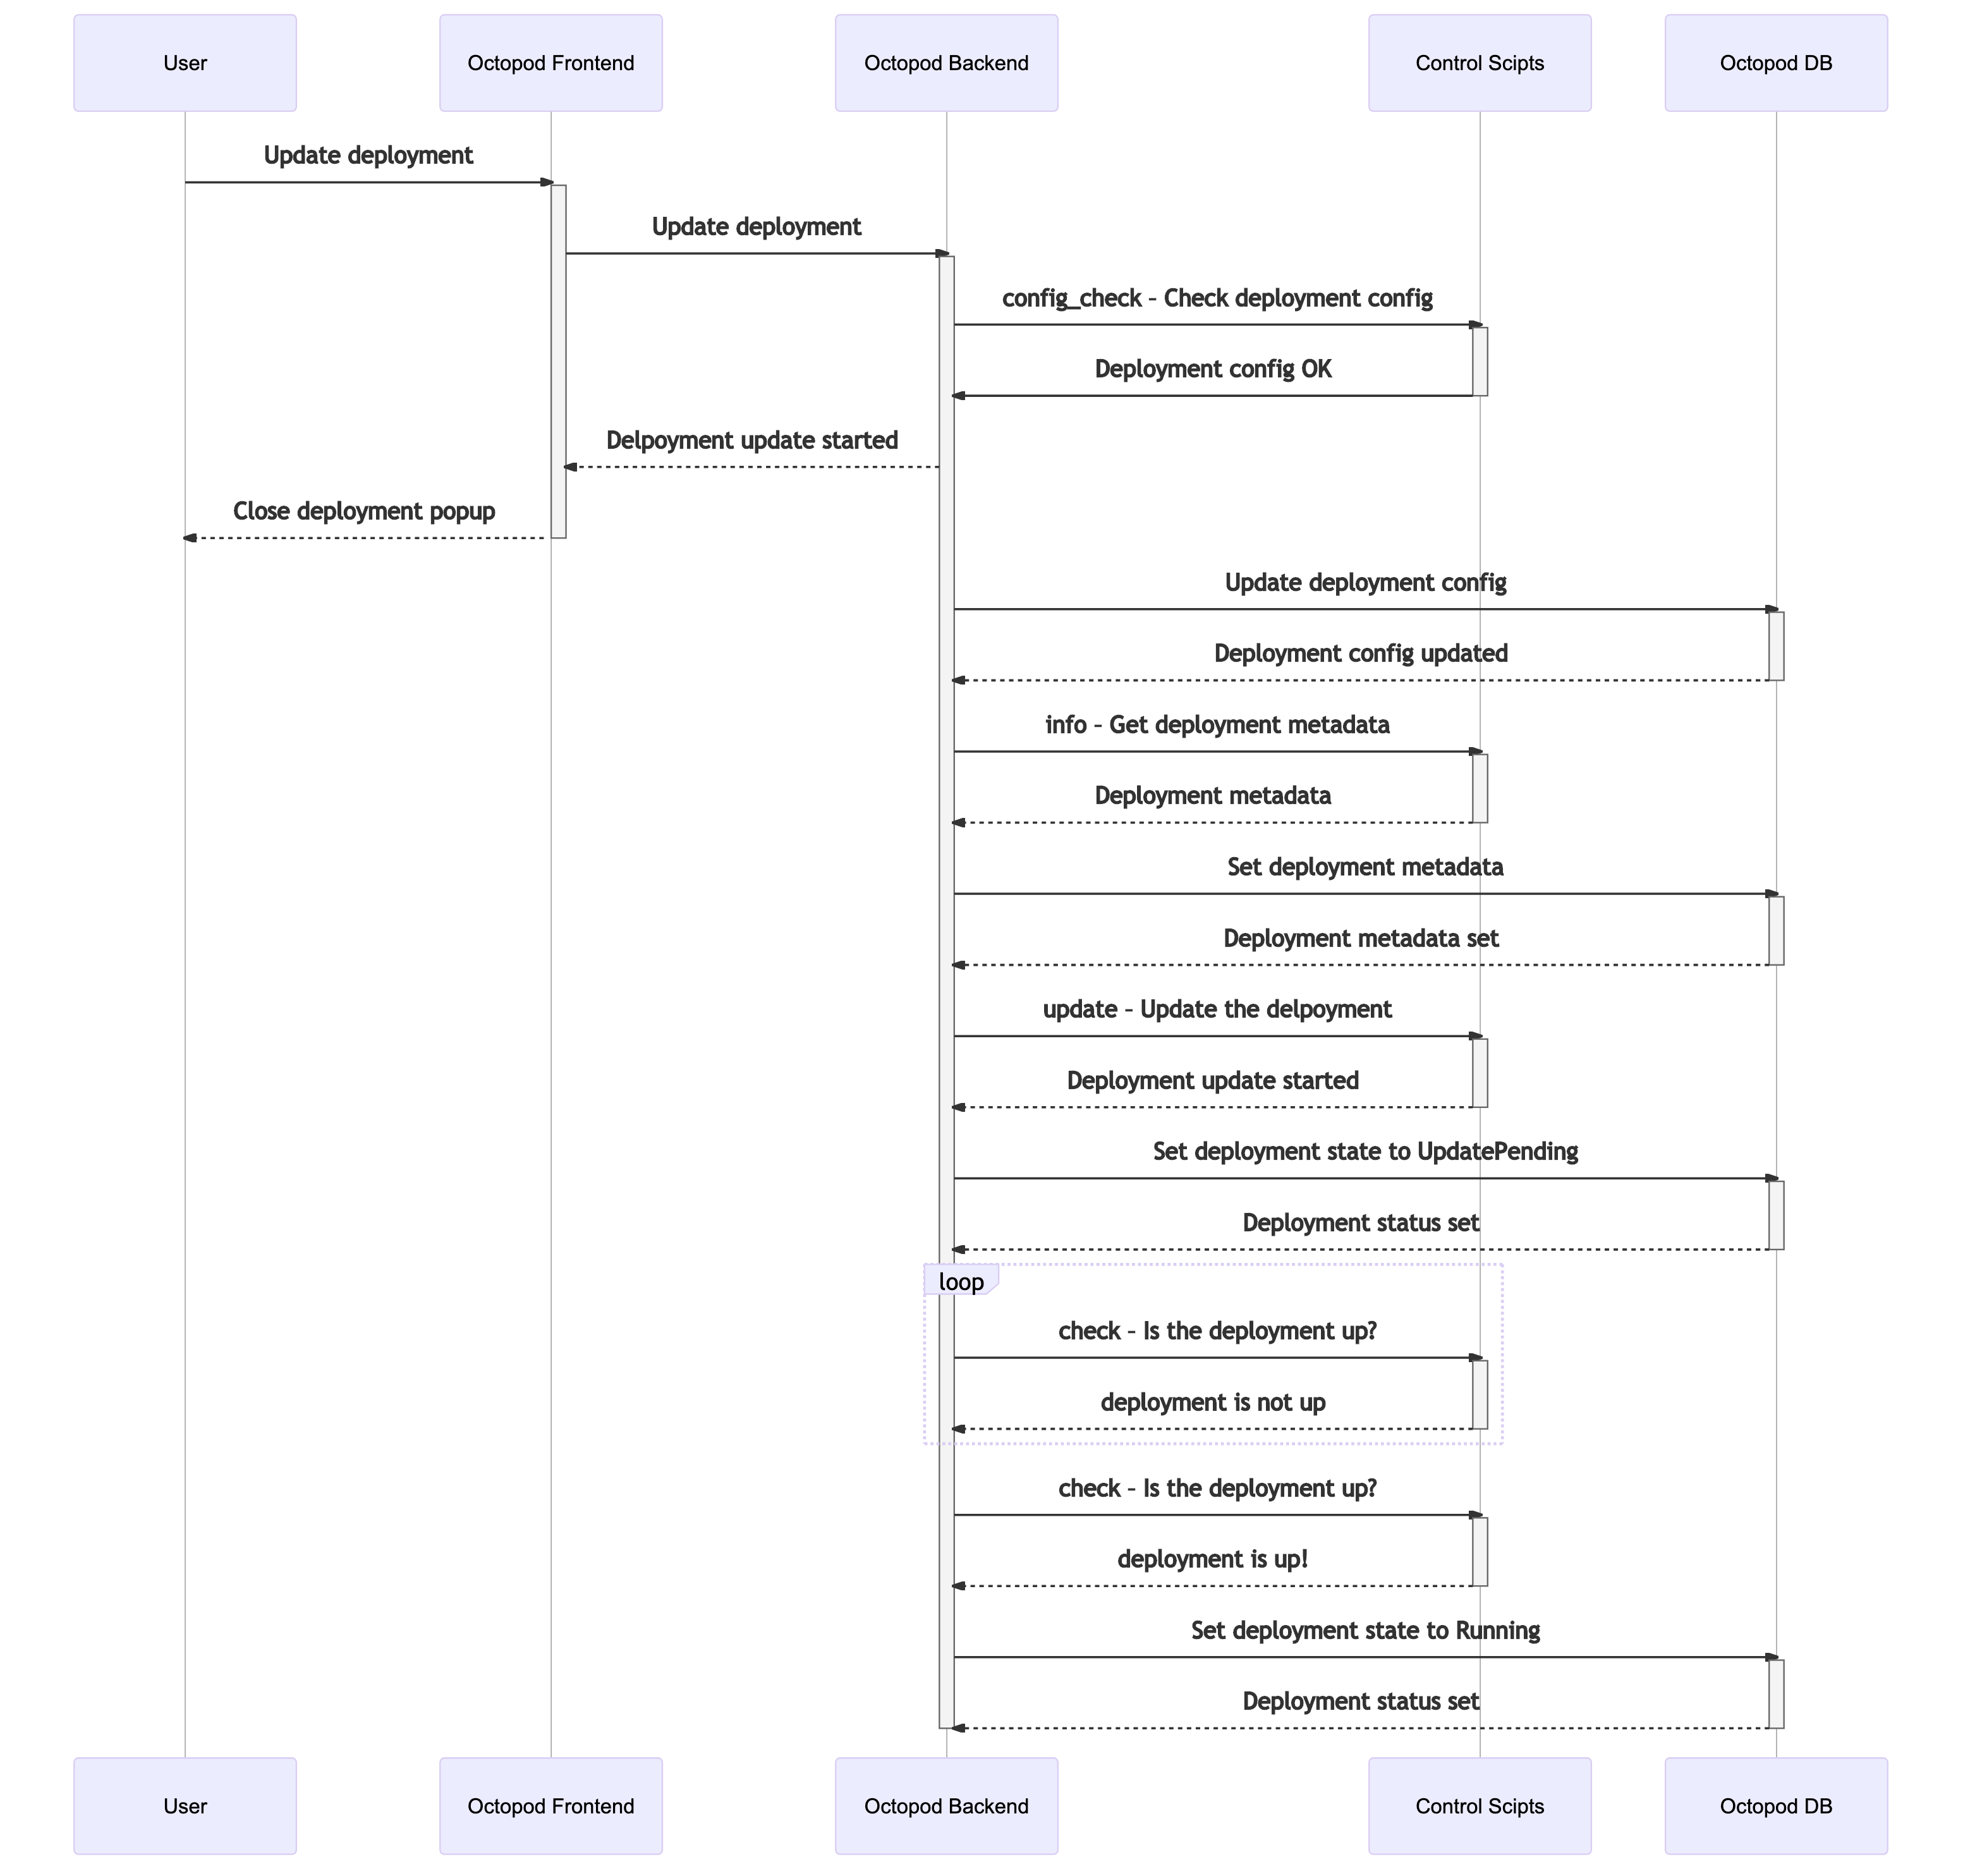 User
Octopod Frontend
Octopod Backend
Control Scipts
Octopod DB
Update deployment
Update deployment
config_check - Check deployment config
Deployment config OK
Delpoyment update started
Close deployment popup
Update deployment config
Deployment config updated
info - Get deployment metadata
Deployment metadata
Set deployment metadata
Deployment metadata set
update - Update the delpoyment
Deployment update started
Set deployment state to UpdatePending
Deployment status set
loop
check - Is the deployment up?
deployment is not up
check - Is the deployment up?
deployment is up!
Set deployment state to Running
Deployment status set
User
Octopod Frontend
Octopod Backend
Control Scipts
Octopod DB